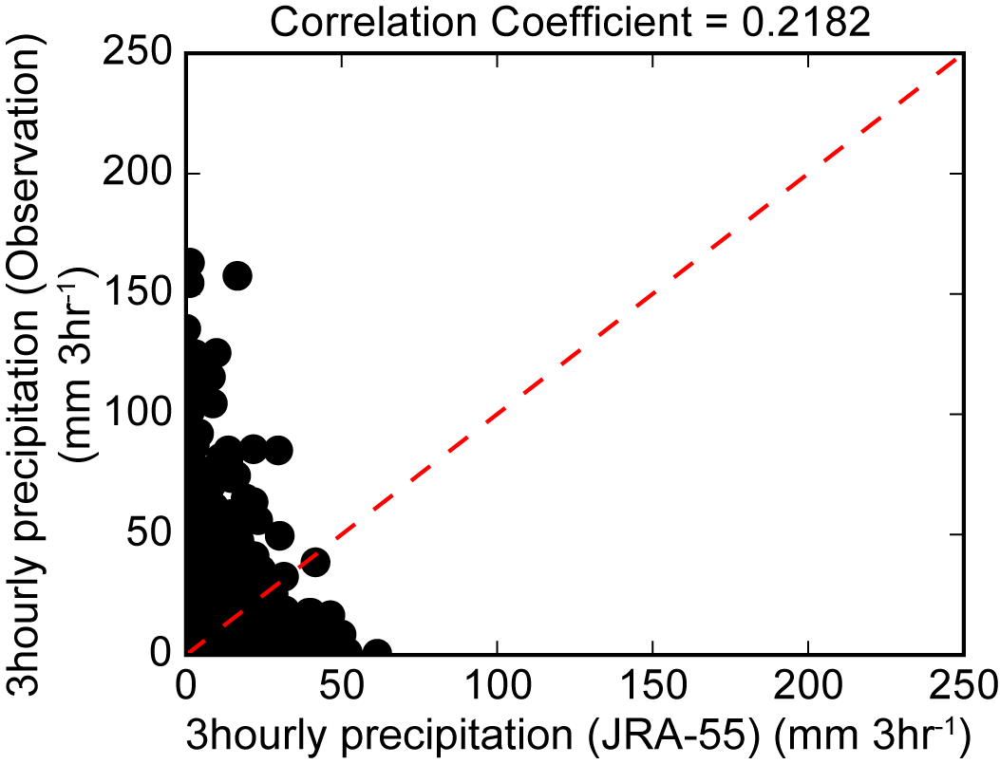 Correlation Coefficient = 0.2182
3hourly precipitation (Observation)
(mm 3hr-1)
250
200
150
100
50
0
0 50 100 150 200 250
3hourly precipitation (JRA-55) (mm 3hr-1)